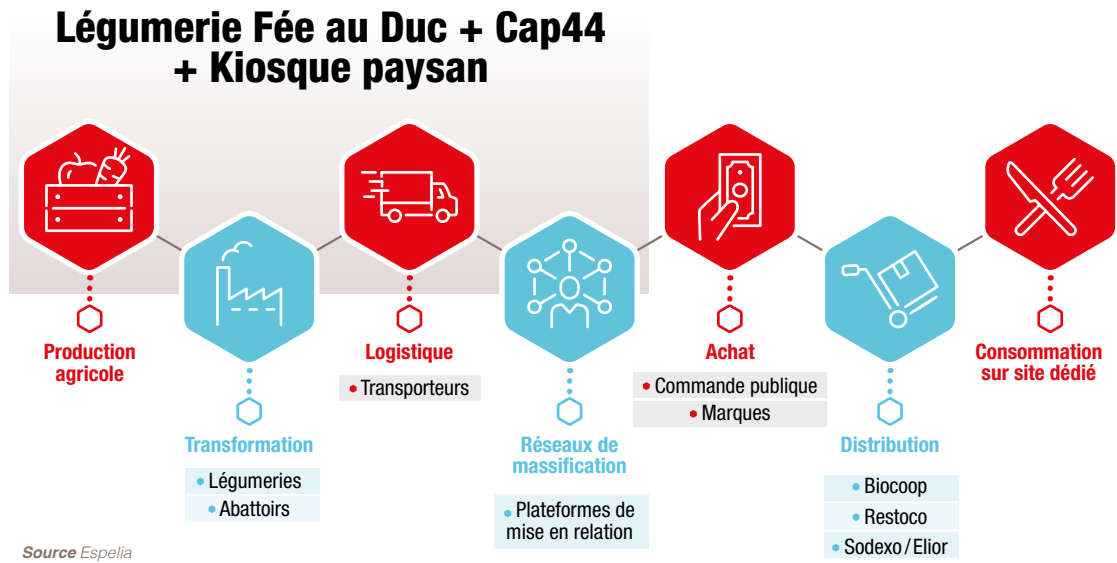 Légumerie Fée au Duc + Cap44
+ Kiosque paysan
Production
agricole
Transformation
• Légumeries
• Abattoirs
Logistique
• Transporteurs
Réseaux de
massification
• Plateformes de
mise en relation
Achat
• Commande publique
• Marques
Distribution
• Biocoop
• Restoco
• Sodexo / Elior
Consommation
sur site dédié
Source Espelia